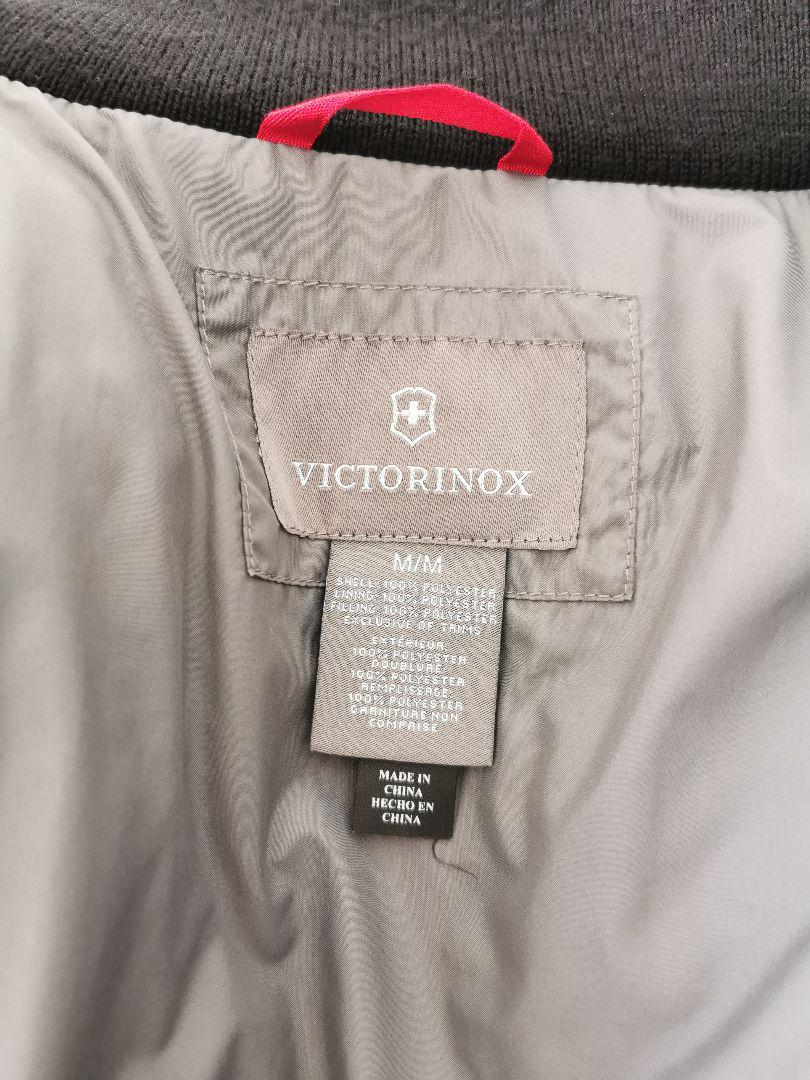 VICTORINOX
M/M
SHELL: 100% POLYESTER
LINING: 100% POLYESTER
FILLING: 100% POLYESTER
EXCLUSIVE OF TRIMS
EXTÉRIEUR:
100% POLYESTER
DOUBLURE:
100% POLYESTER
REMPLISSAGE:
100% POLYESTER
GARNITURE NON
COMPRISE
MADE IN
CHINA
HECHO EN
CHINA